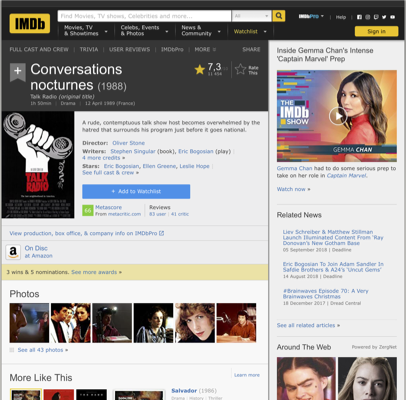 IMDb
Find Movies, TV shows, Celebrities and more...
All
Movies, TV & Showtimes
Celebs, Events & Photos
News & Community
Watchlist
IMDbPro
Help
Sign in
FULL CAST AND CREW | TRIVIA | USER REVIEWS | IMDbPro | MORE
SHARE
Conversations nocturnes (1988)
7,3
Rate This
Talk Radio (original title)
1h 50min | Drama | 12 April 1989 (France)
TALK RADIO
A rude, contemptuous talk show host becomes overwhelmed by the
hatred that surrounds his program just before it goes national.
Director: Oliver Stone
Writers: Stephen Singular (book), Eric Bogosian (play) |
4 more credits »
Stars: Eric Bogosian, Ellen Greene, Leslie Hope |
See full cast & crew »
+ Add to Watchlist
Metascore
From metacritic.com
Reviews
83 user | 41 critic
View production, box office, & company info on IMDbPro
a
On Disc
at Amazon
3 wins & 5 nominations. See more awards »
Photos
See all 43 photos »
More Like This
Learn more
Salvador (1986)
Drama | History | Thriller
Inside Gemma Chan's Intense
'Captain Marvel' Prep
THE IMDb SHOW
GEMMA CHAN
Gemma Chan had to do some serious prep
to take on her role in Captain Marvel.
Watch now »
Related News
Liev Schreiber & Matthew Stillman
Launch Illuminated Content From 'Ray
Donovan's New Gotham Base
05 September 2018 | Deadline
Eric Bogosian To Join Adam Sandler In
Safdie Brothers & A24's 'Uncut Gems'
14 August 2018 | Deadline
#Brainwaves Episode 70: A Very
Brainwaves Christmas
18 December 2017 | Dread Central
See all related articles »
Around The Web
Powered by ZergNet